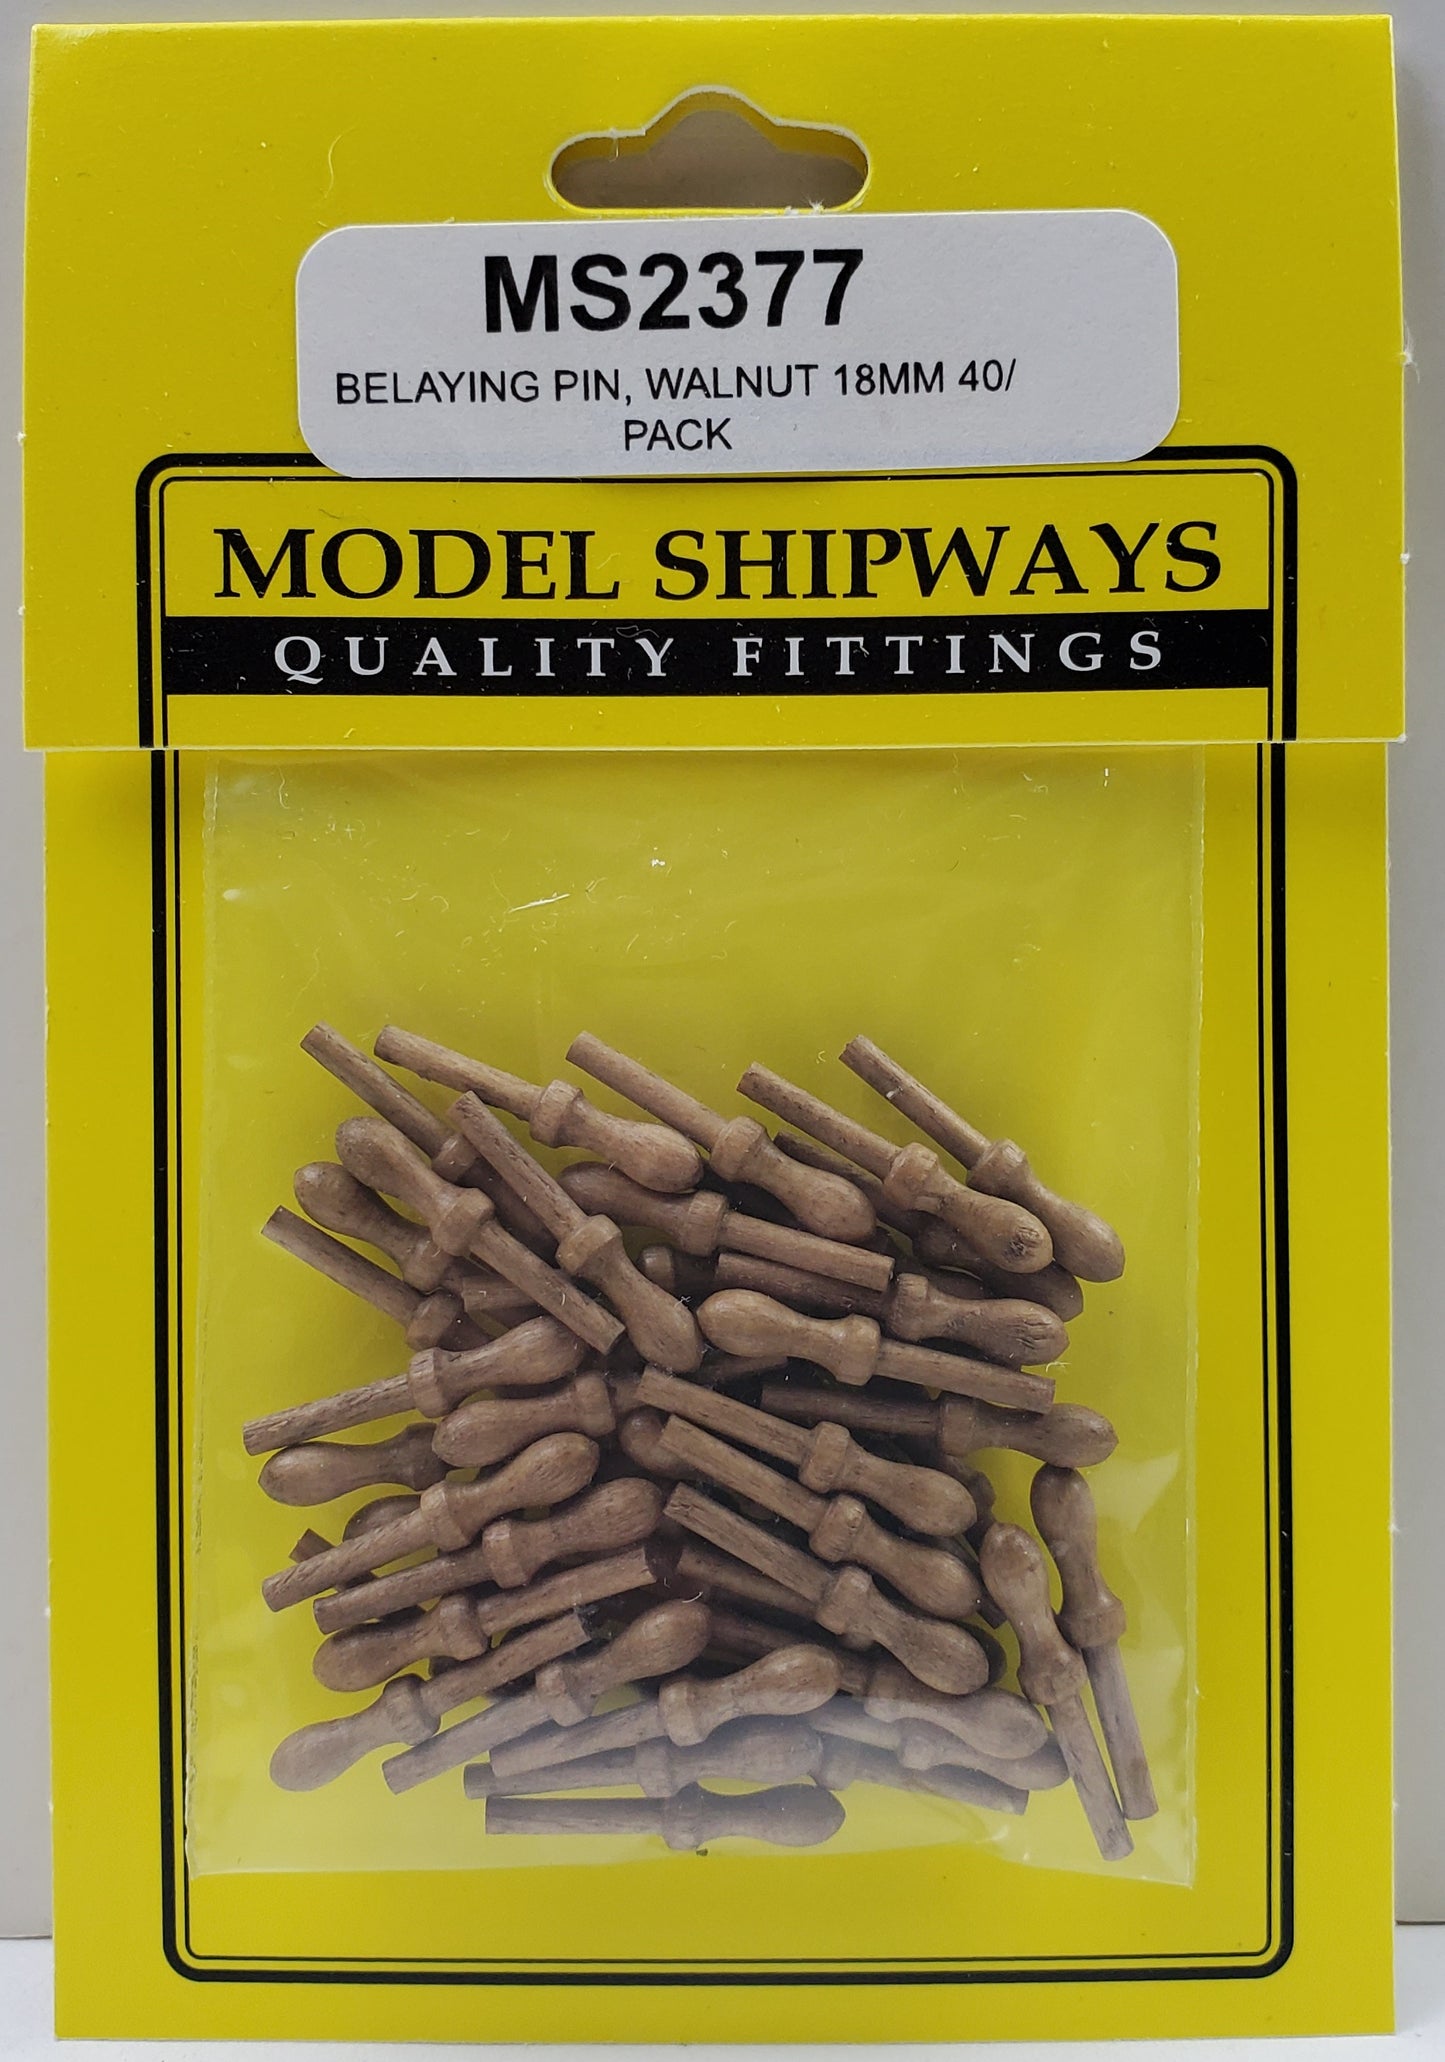 MS2377
BELAYING PIN, WALNUT 18MM 40/
PACK
MODEL SHIPWAYS
QUALITY FITTINGS